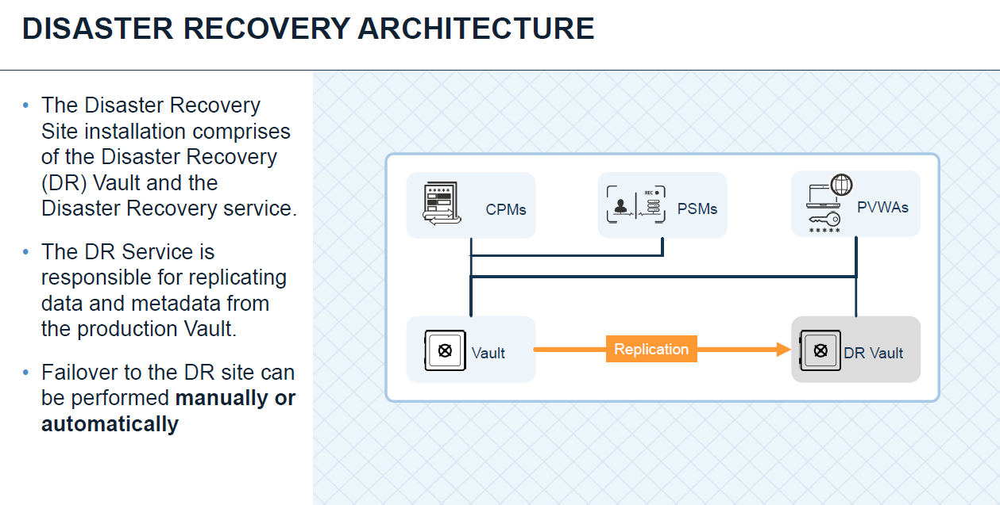 DISASTER RECOVERY ARCHITECTURE
• The Disaster Recovery
Site installation comprises
of the Disaster Recovery
(DR) Vault and the
Disaster Recovery service.
• The DR Service is
responsible for replicating
data and metadata from
the production Vault.
• Failover to the DR site can
be performed manually or
automatically
*****
CPMs
REC
PSMs
PVWAs
*****
Vault
Replication
DR Vault